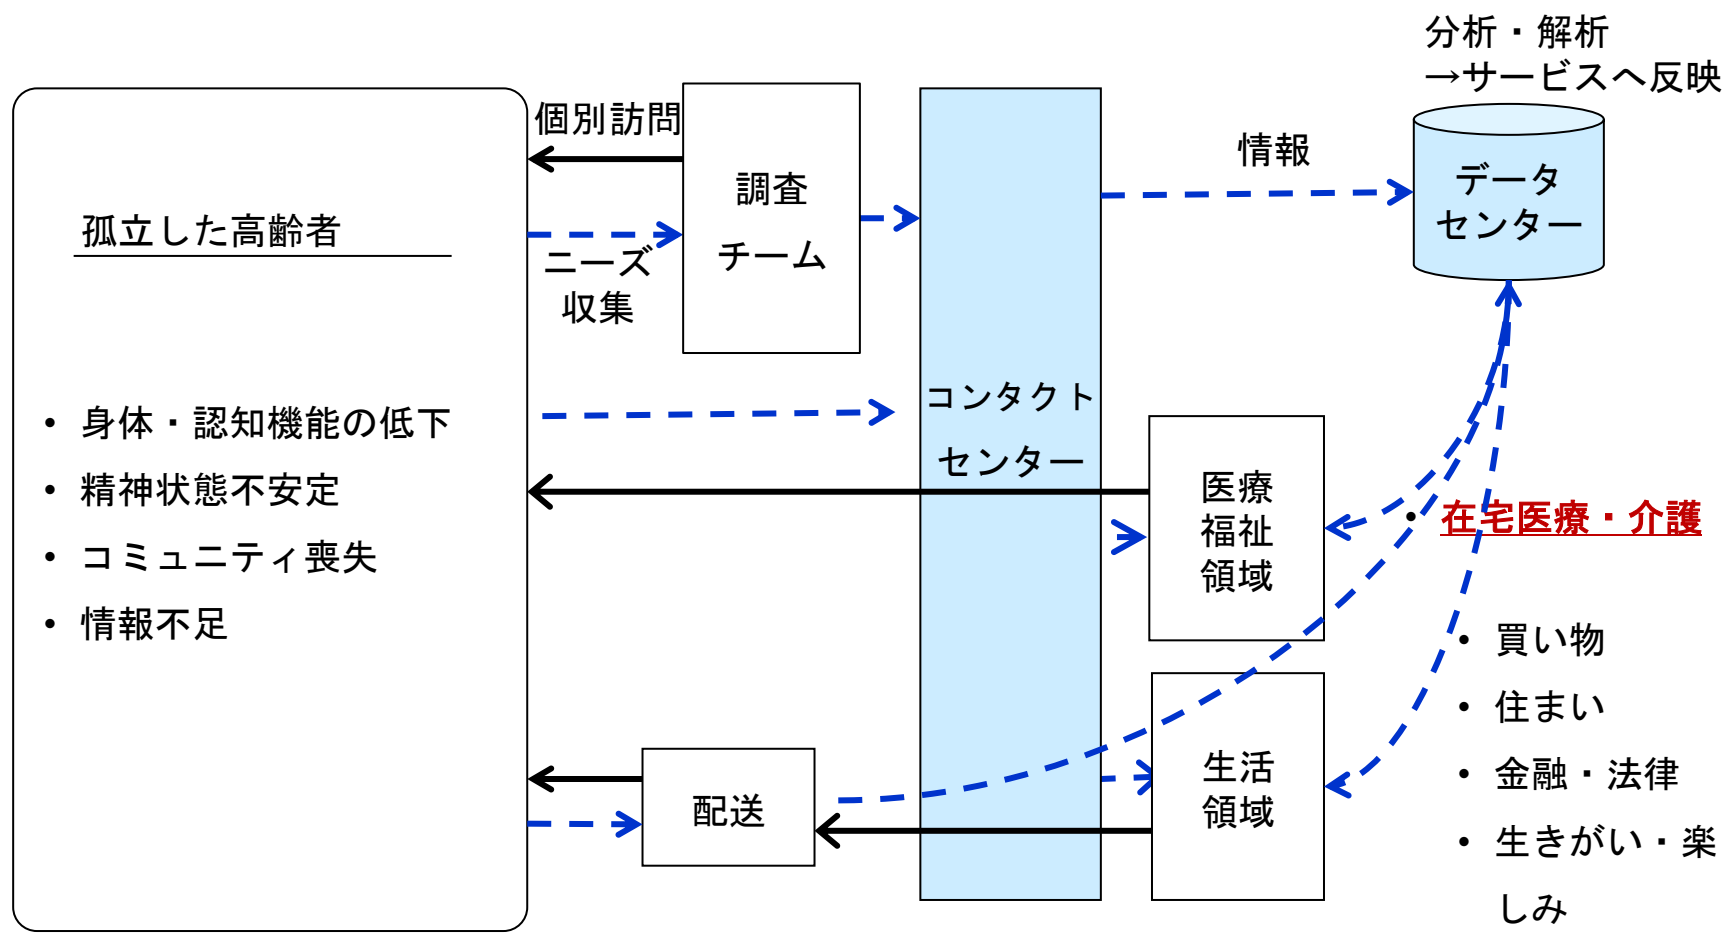 分析・解析
→サービスへ反映
個別訪問
調査
チーム
情報
データ
センター
孤立した高齢者
ニーズ
収集
• 身体・認知機能の低下
• 精神状態不安定
• コミュニティ喪失
• 情報不足
コンタクト
センター
医療
福祉
領域
• 在宅医療・介護
• 買い物
• 住まい
• 金融・法律
• 生きがい・楽
しみ
生活
領域
配送